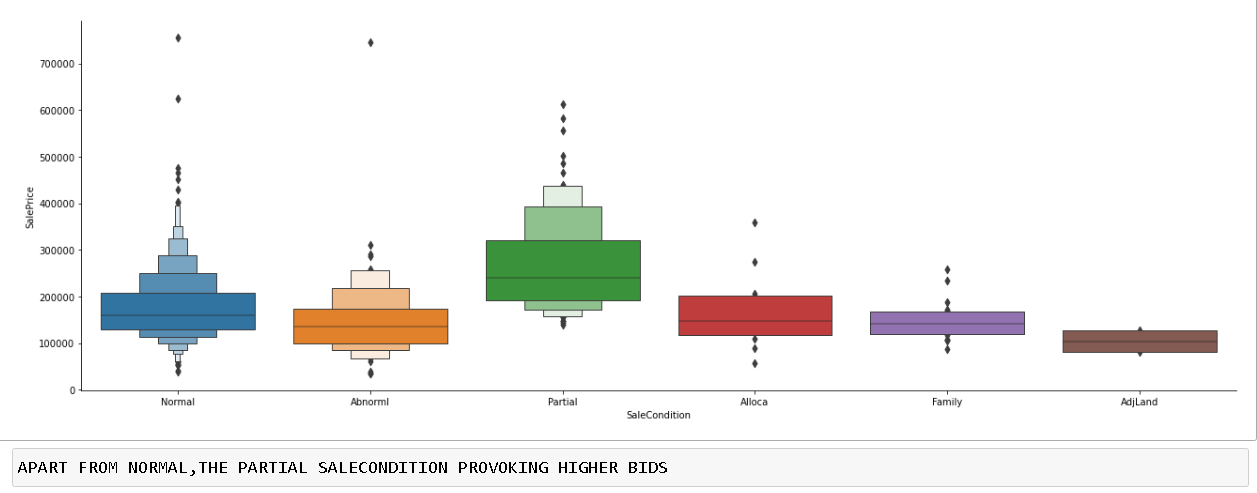 700000
600000
500000
400000
300000
200000
100000
0
SalePrice
Normal Abnorml Partial Alloca Family AdjLand
SaleCondition
APART FROM NORMAL,THE PARTIAL SALECONDITION PROVOKING HIGHER BIDS